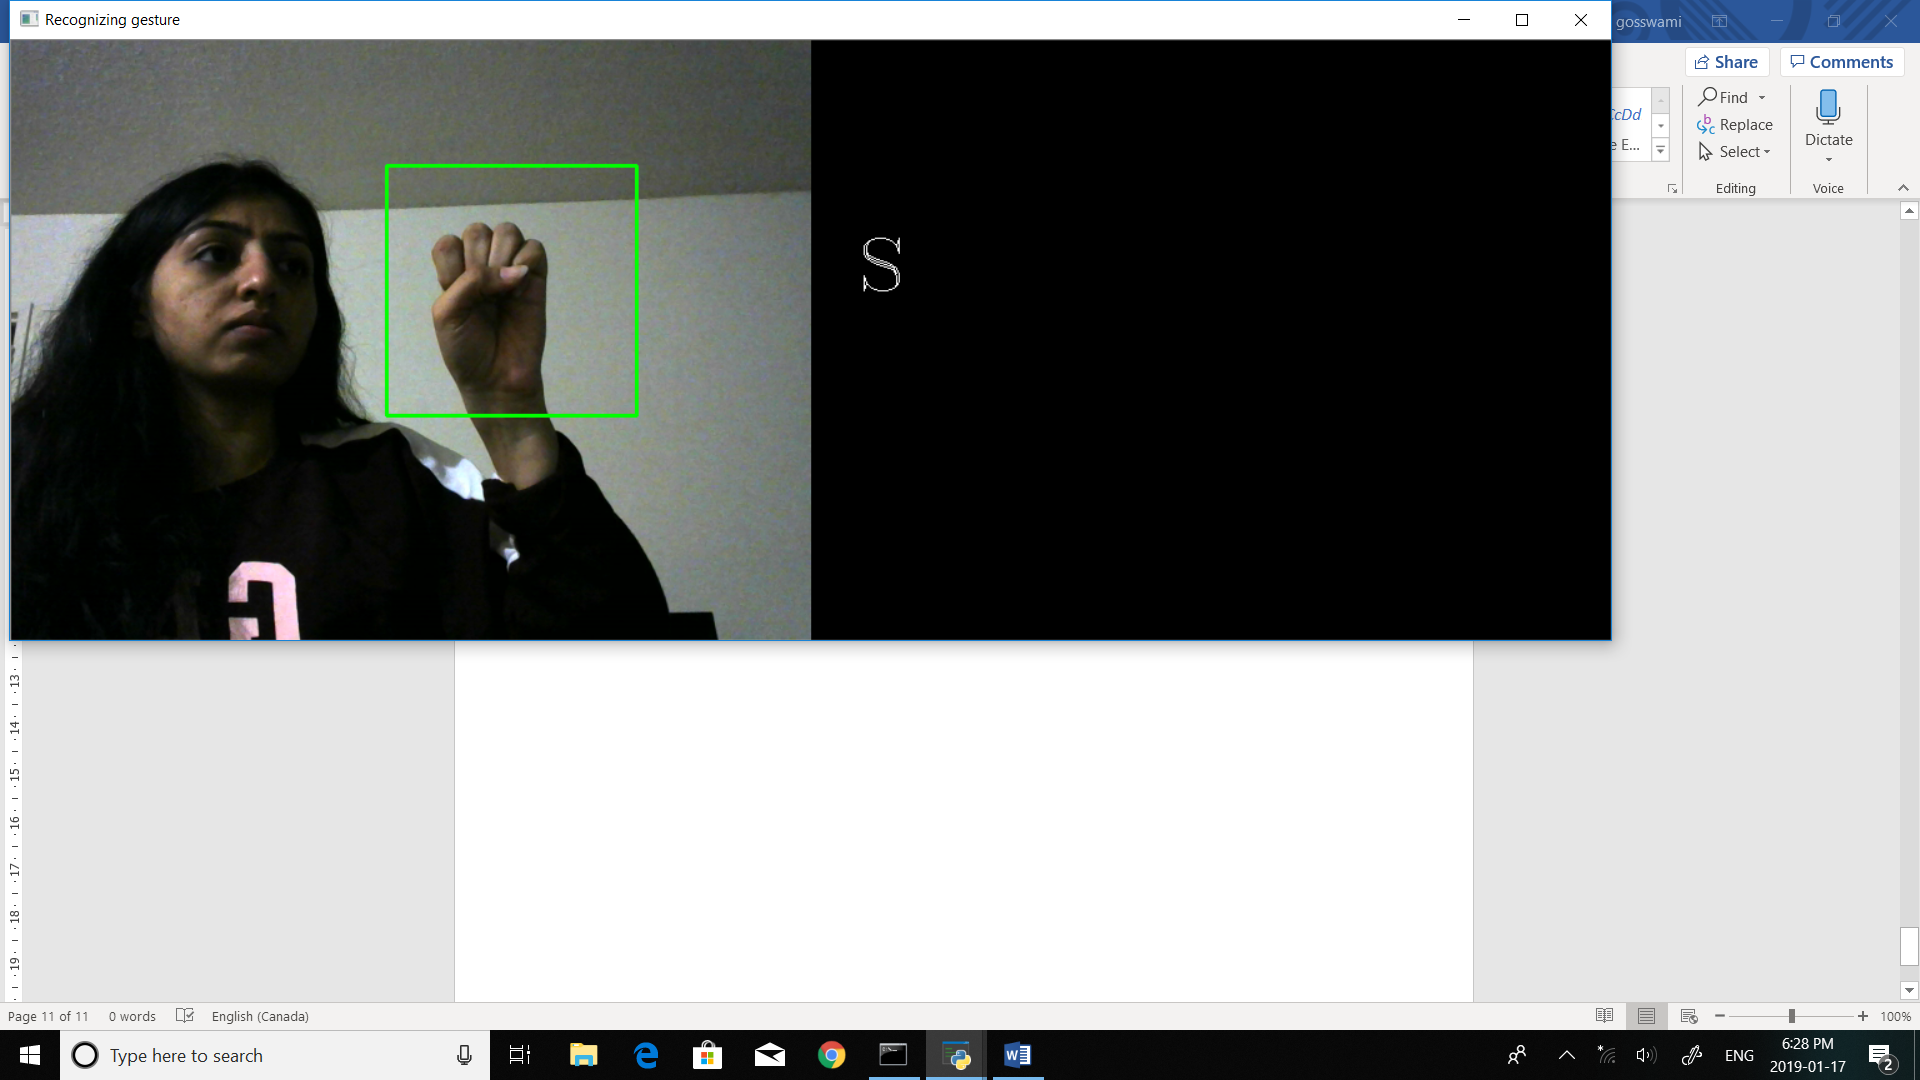 Recognizing gesture
gosswami
Share
Comments
CcDd
e E...
Find
Replace
Select
Editing
Dictate
Voice
S
G
13
14
15
16
17
18
19
Page 11 of 11
0 words
English (Canada)
100%
Type here to search
ENG
6:28 PM
2019-01-17
2